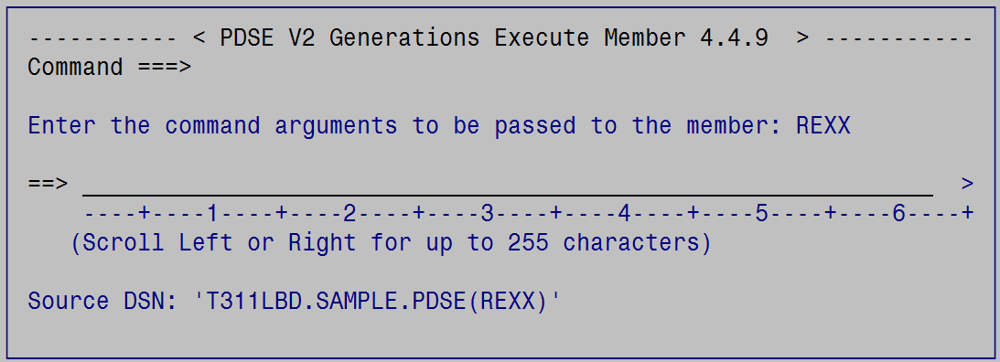 ----------- < PDSE V2 Generations Execute Member 4.4.9  > -----------
Command ===>
Enter the command arguments to be passed to the member: REXX
==> ______________________________________________________________  >
----+----1----+----2----+----3----+----4----+----5----+----6----+
(Scroll Left or Right for up to 255 characters)
Source DSN: 'T311LBD.SAMPLE.PDSE(REXX)'